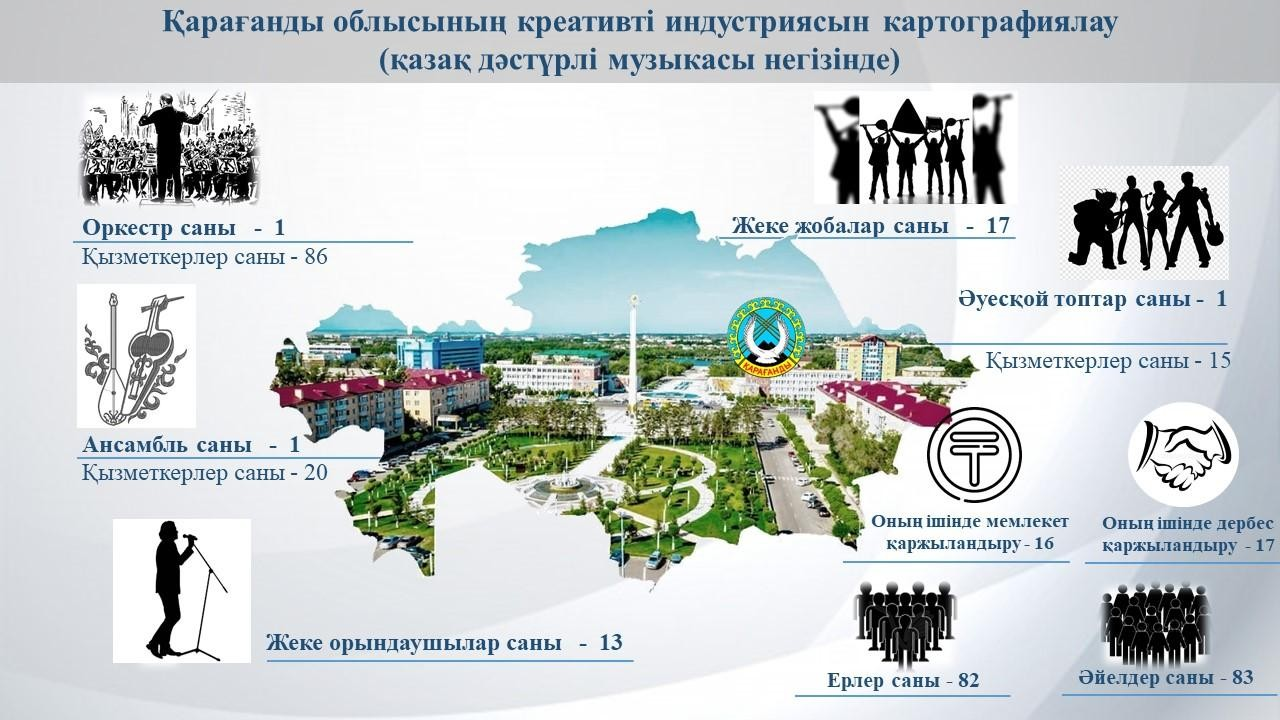 Қарағанды облысының креативті индустриясын картографиялау
(қазақ дәстүрлі музыкасы негізінде)
Оркестр саны - 1
Қызметкерлер саны - 86
Ансамбль саны - 1
Қызметкерлер саны - 20
Жеке орындаушылар саны - 13
Жеке жобалар саны - 17
Әуесқой топтар саны - 1
Қызметкерлер саны - 15
ҚАРАҒАНДЫ
Оның ішінде мемлекет
қаржыландыру - 16
Оның ішінде дербес
қаржыландыру - 17
Ерлер саны - 82
Әйелдер саны - 83